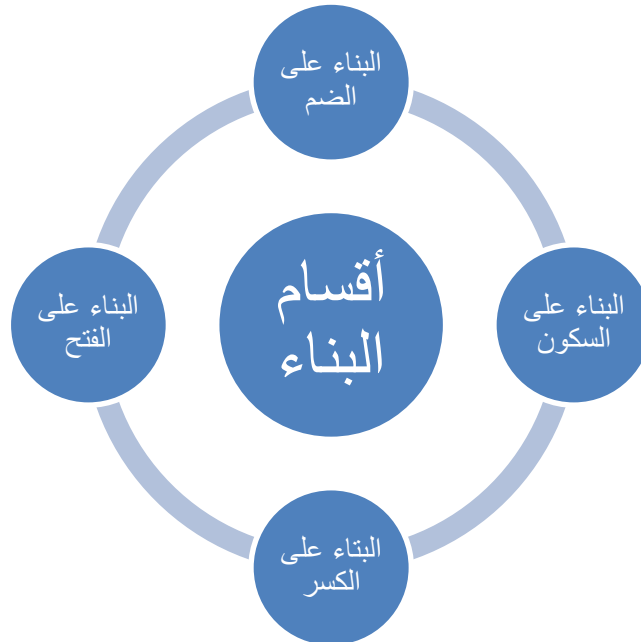 البناء على
الضم
أقسام
البناء
البناء على
السكون
البناء على
الفتح
البتاء على
الكسر